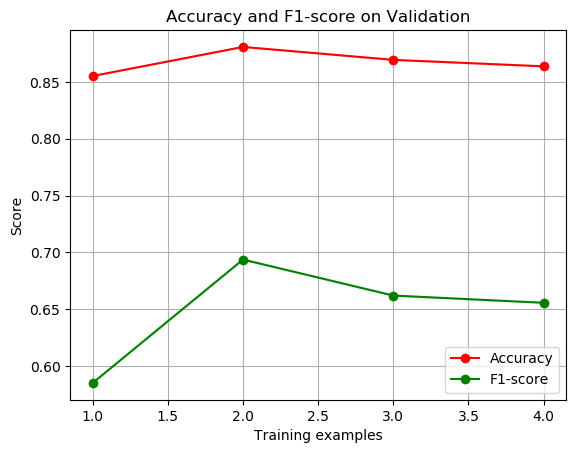 Accuracy and F1-score on Validation
0.85
0.80
0.75
0.70
0.65
0.60
Score
1.0 1.5 2.0 2.5 3.0 3.5 4.0
Training examples
Accuracy
F1-score